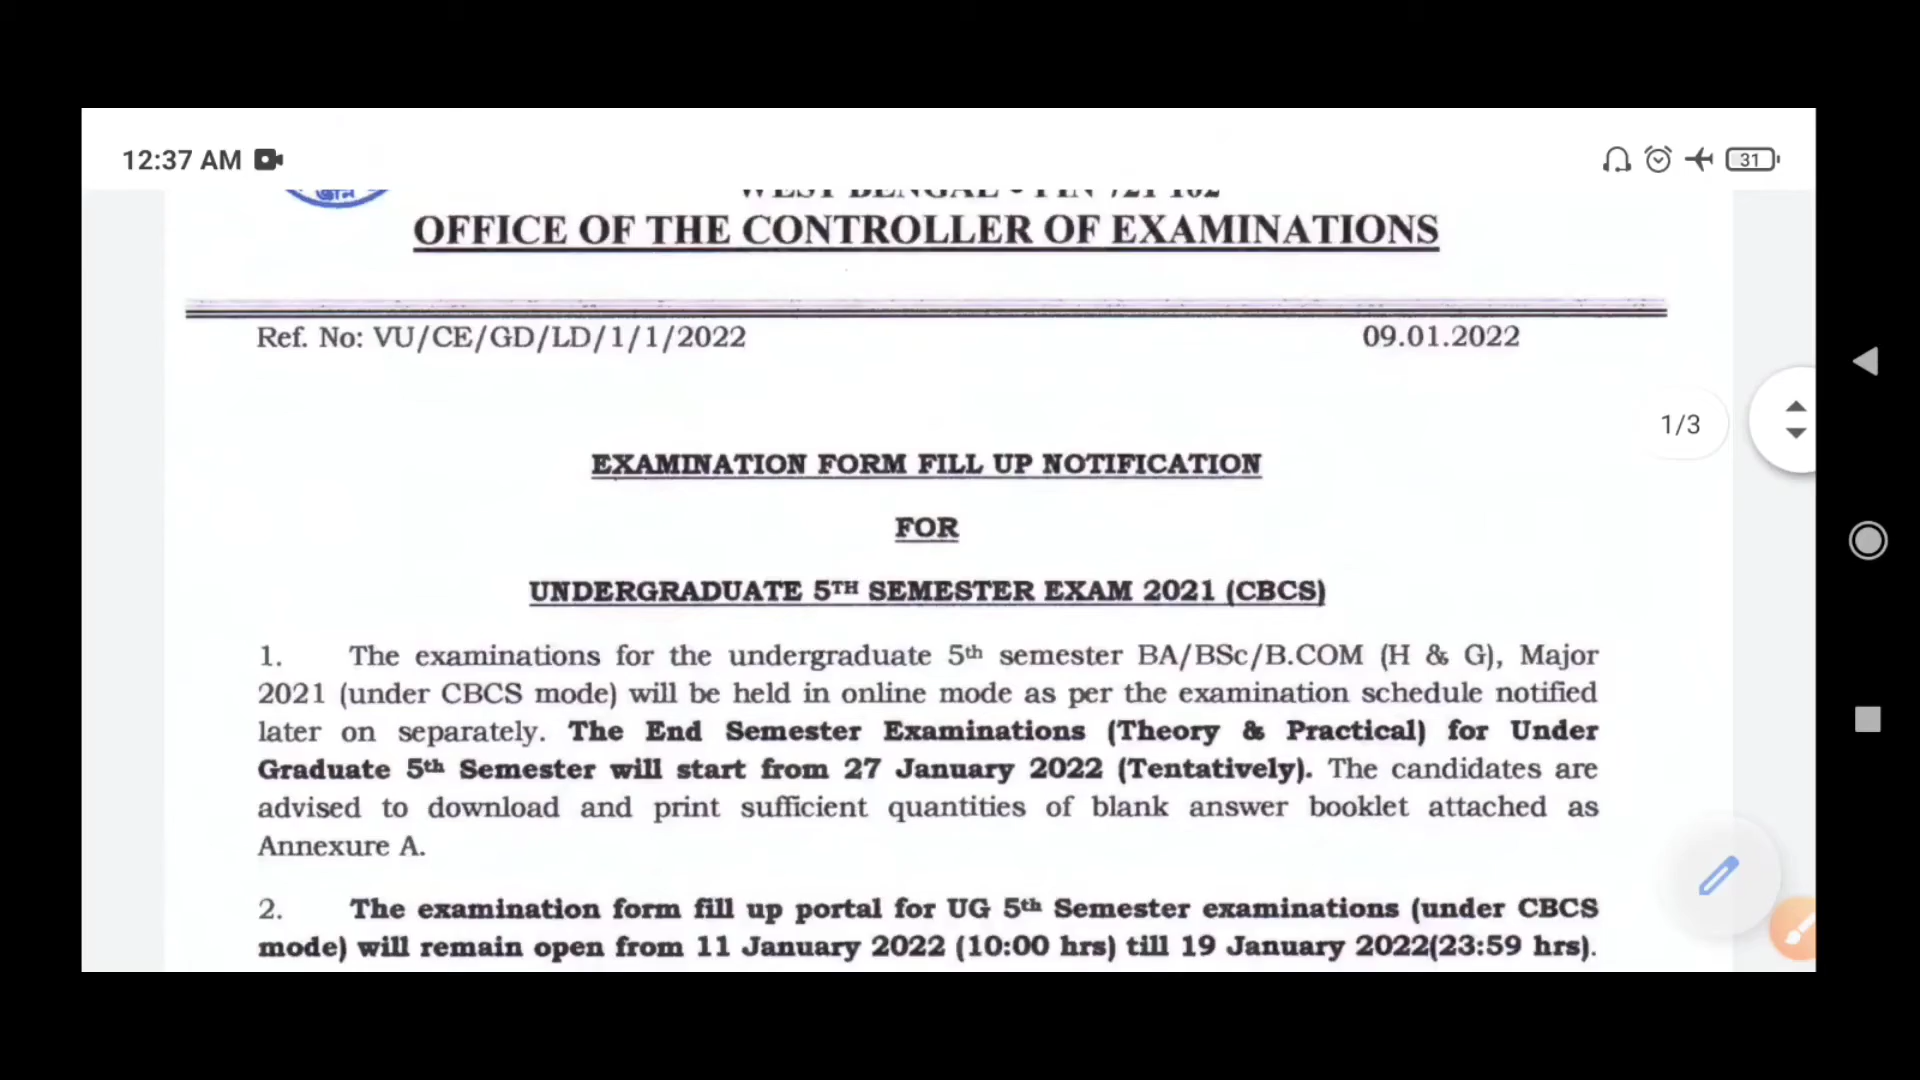 12:37 AM
31
WEST BENGAL - PIN 721 102
OFFICE OF THE CONTROLLER OF EXAMINATIONS
Ref. No: VU/CE/GD/LD/1/1/2022 09.01.2022
1/3
EXAMINATION FORM FILL UP NOTIFICATION
FOR
UNDERGRADUATE 5TH SEMESTER EXAM 2021 (CBCS)
1. The examinations for the undergraduate 5th semester BA/BSc/B.COM (H & G), Major
2021 (under CBCS mode) will be held in online mode as per the examination schedule notified
later on separately. The End Semester Examinations (Theory & Practical) for Under
Graduate 5th Semester will start from 27 January 2022 (Tentatively). The candidates are
advised to download and print sufficient quantities of blank answer booklet attached as
Annexure A.
2. The examination form fill up portal for UG 5th Semester examinations (under CBCS
mode) will remain open from 11 January 2022 (10:00 hrs) till 19 January 2022(23:59 hrs).